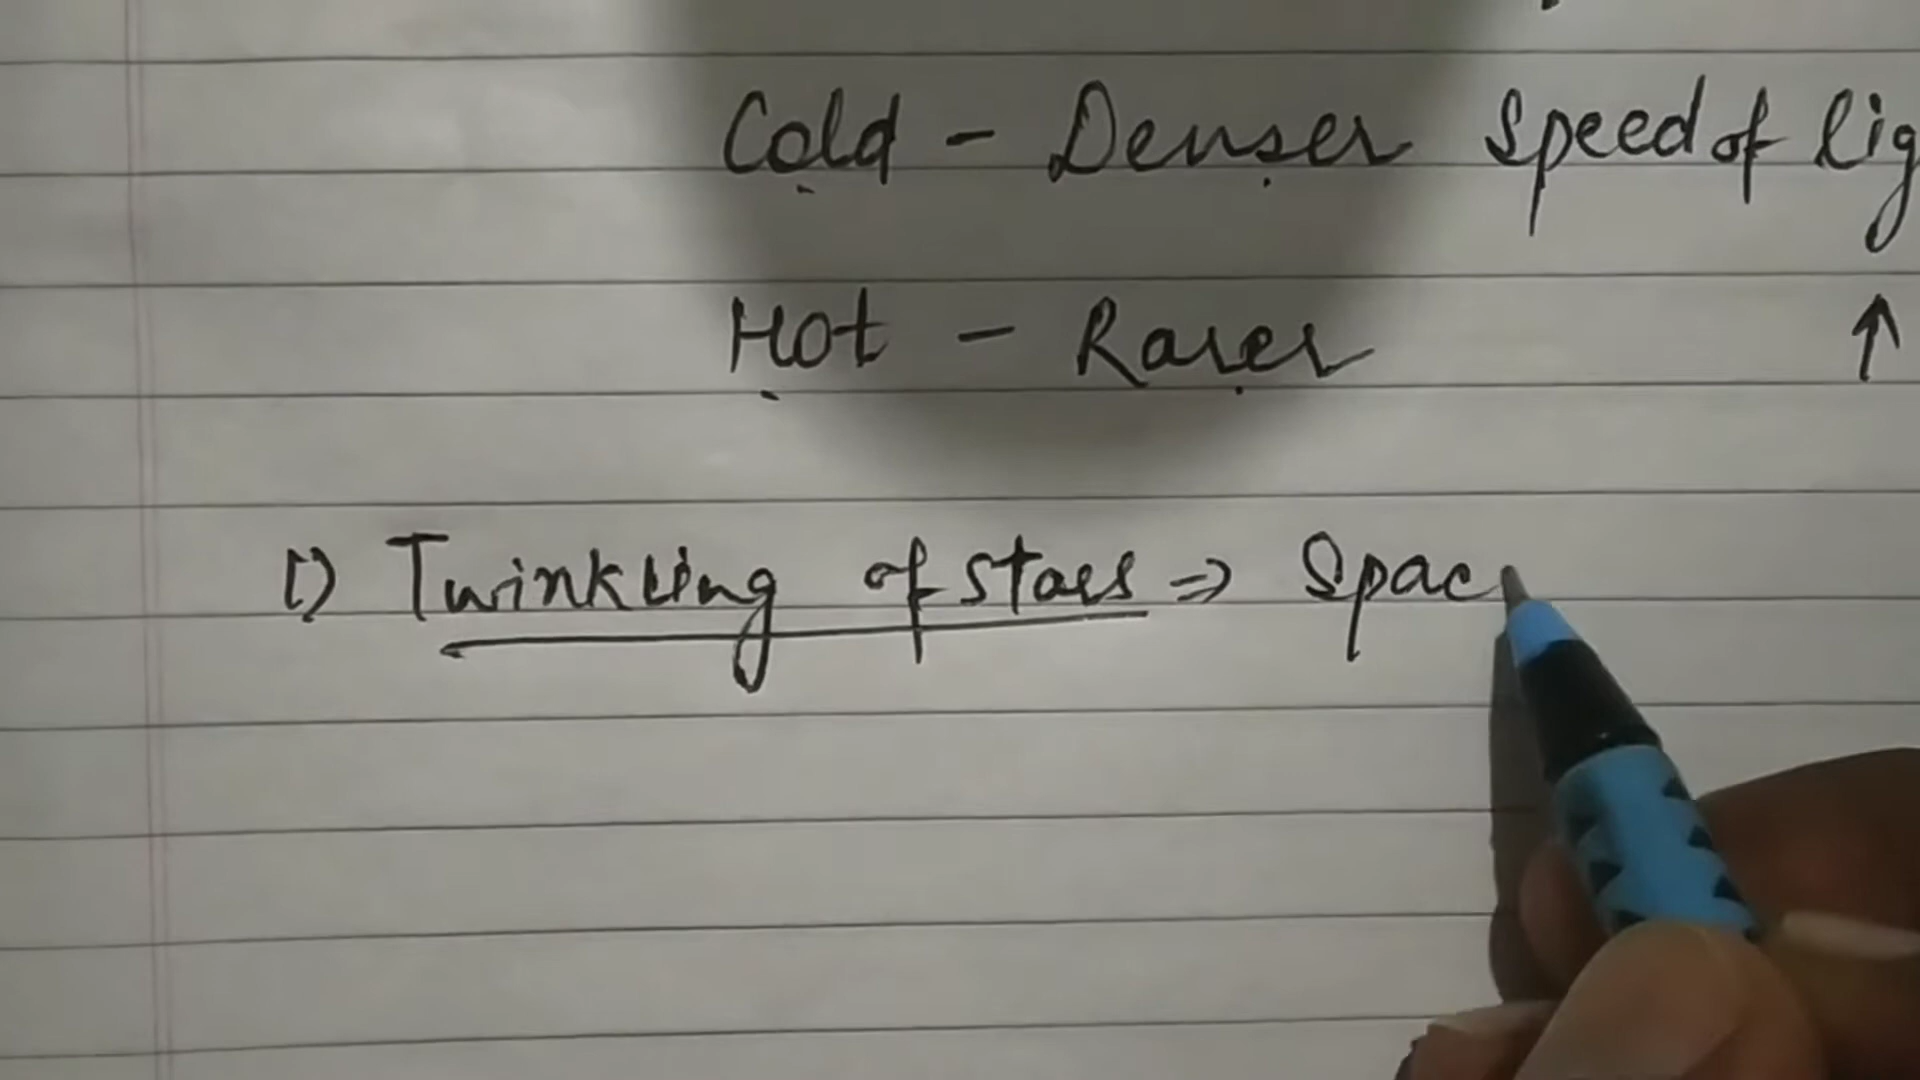 Cold - Denser Speed of lig
Hot - Rarer ↑
1) Twinkling of stars ⇒ Spac